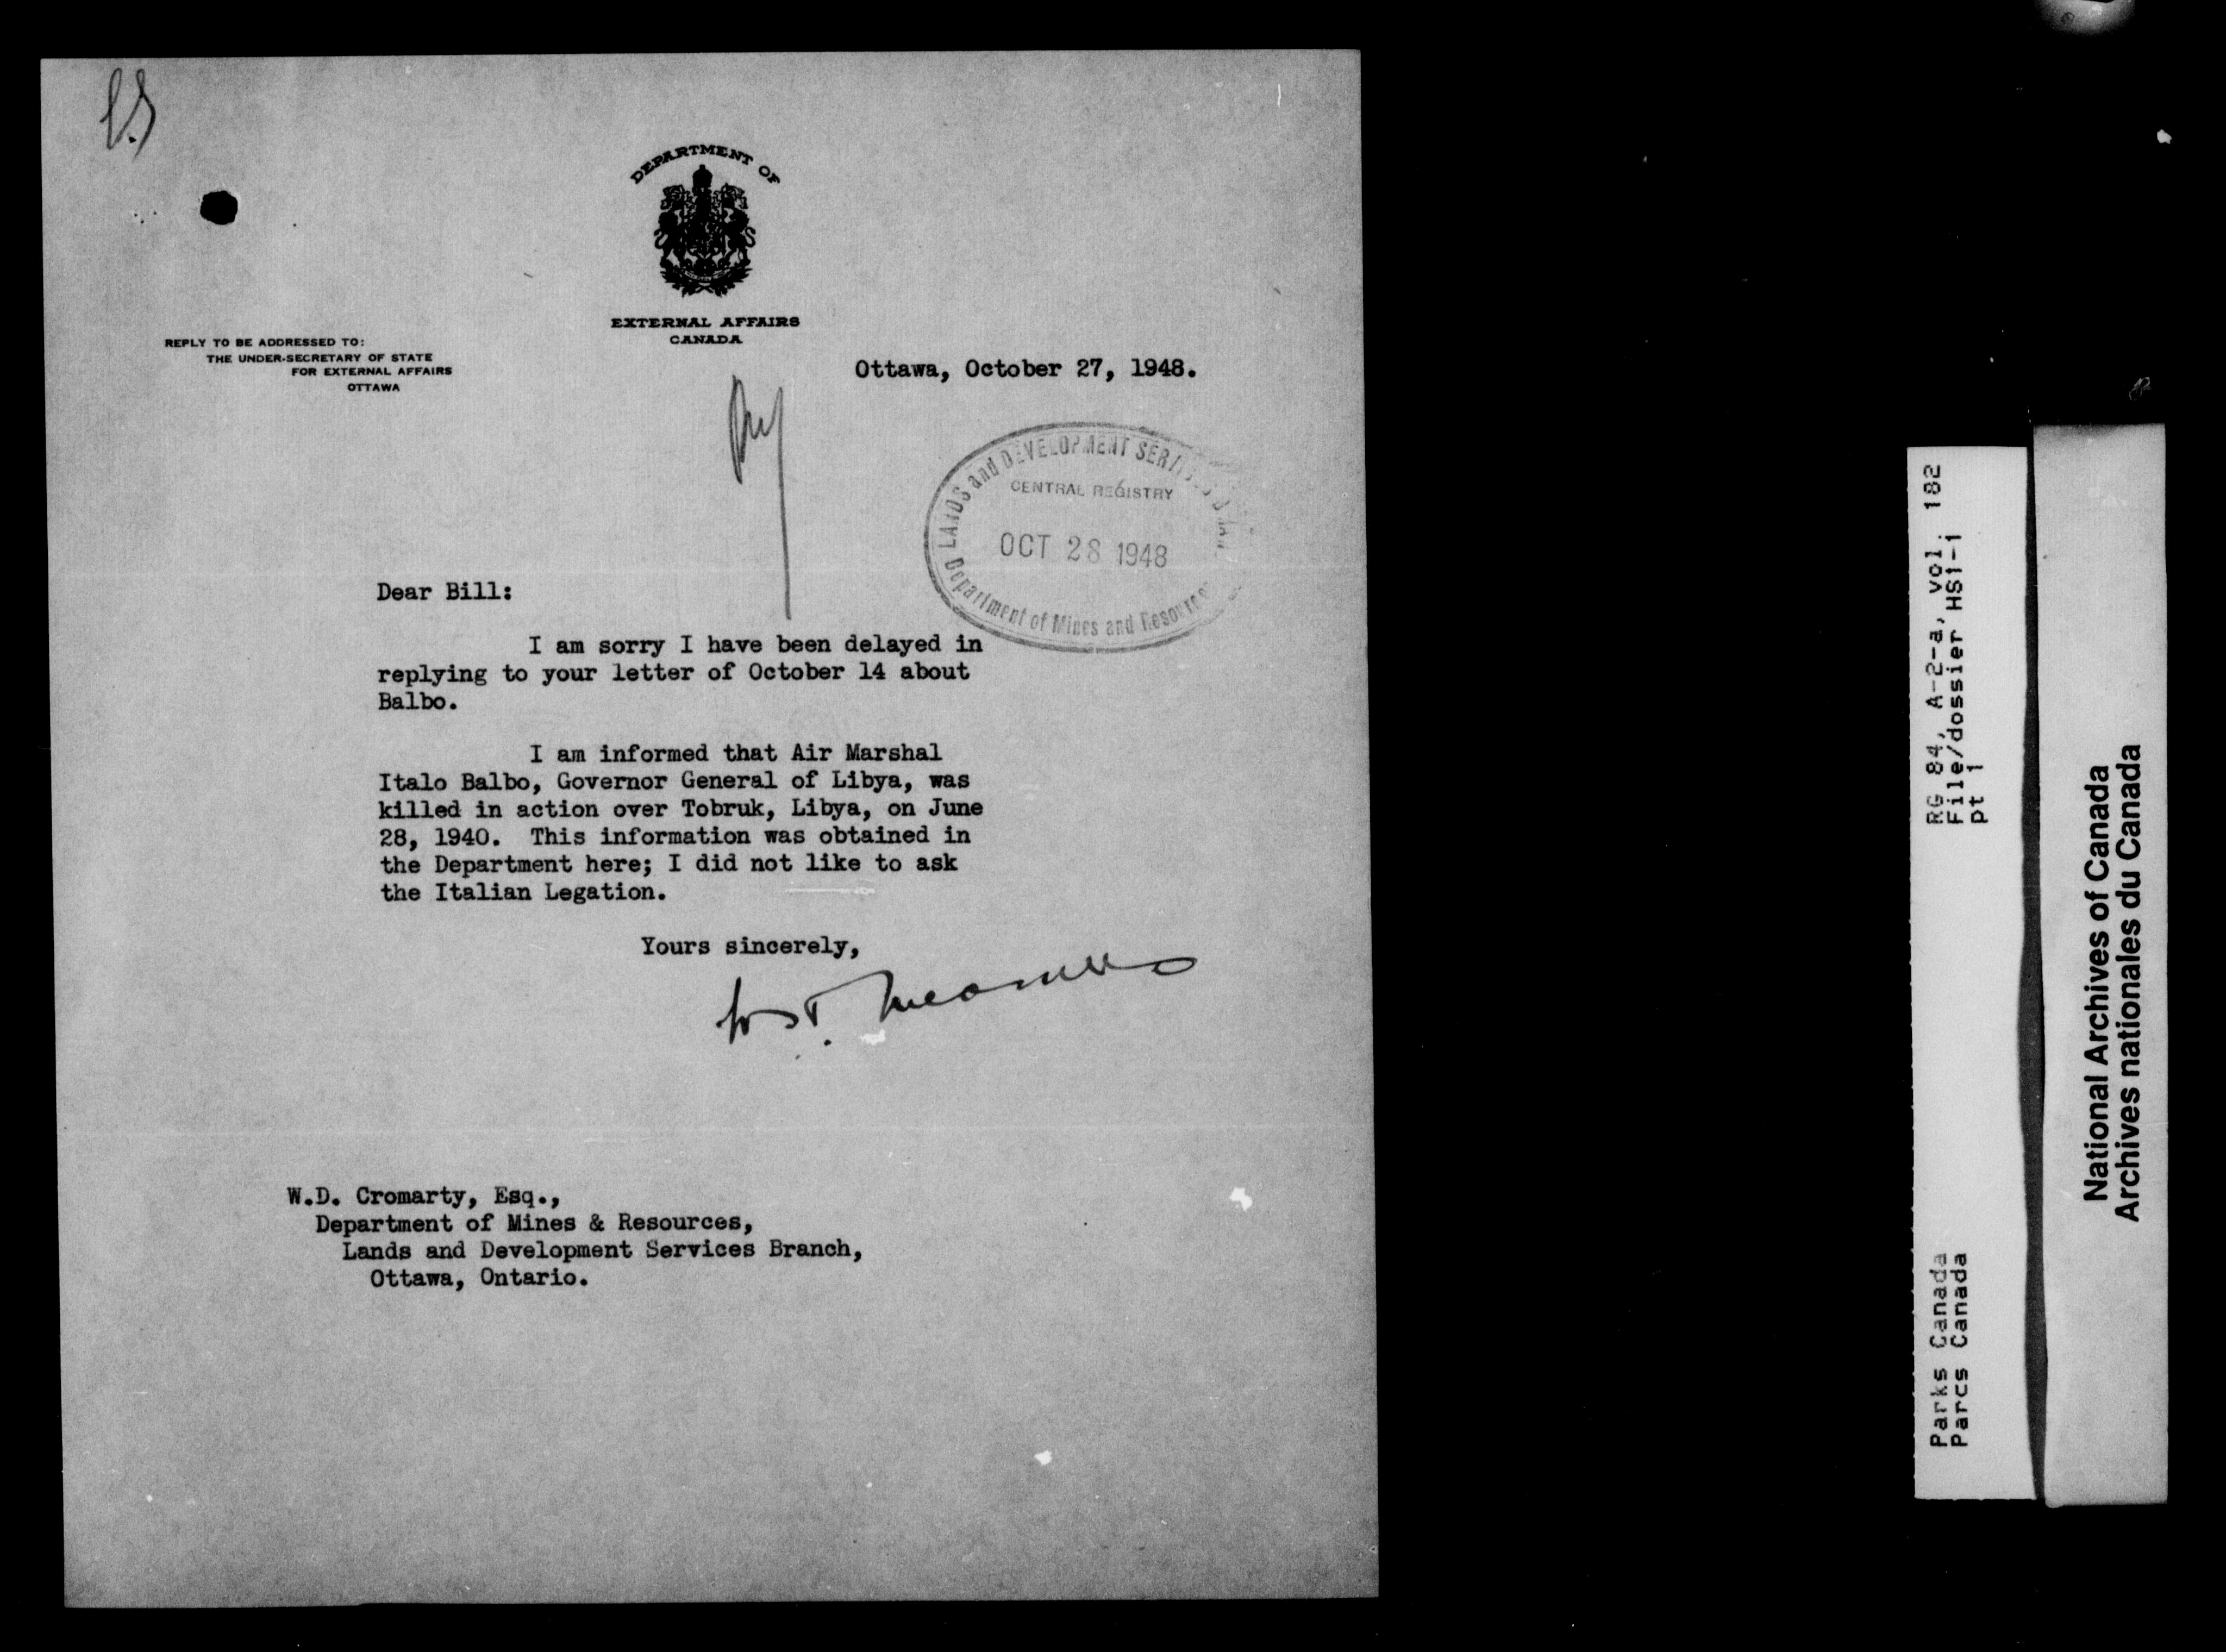 DEPARTMENT OF
EXTERNAL AFFAIRS
CANADA
REPLY TO BE ADDRESSED TO:
THE UNDER-SECRETARY OF STATE
FOR EXTERNAL AFFAIRS
OTTAWA
Ottawa, October 27, 1948.
LANDS and DEVELOPMENT
CENTRAL REGISTRY
OCT 28 1948
Department of Mines and Resources
Dear Bill:
I am sorry I have been delayed in
replying to your letter of October 14 about
Balbo.
I am informed that Air Marshal
Italo Balbo, Governor General of Libya, was
killed in action over Tobruk, Libya, on June
28, 1940. This information was obtained in
the Department here; I did not like to ask
the Italian Legation.
Yours sincerely,
W.D. Cromarty, Esq.,
Department of Mines & Resources,
Lands and Development Services Branch,
Ottawa, Ontario.
RG 84, A-2-a, vol. 182
File/dossier HS1-1
pt 1
Parks Canada
Parcs Canada
National Archives of Canada
Archives nationales du Canada